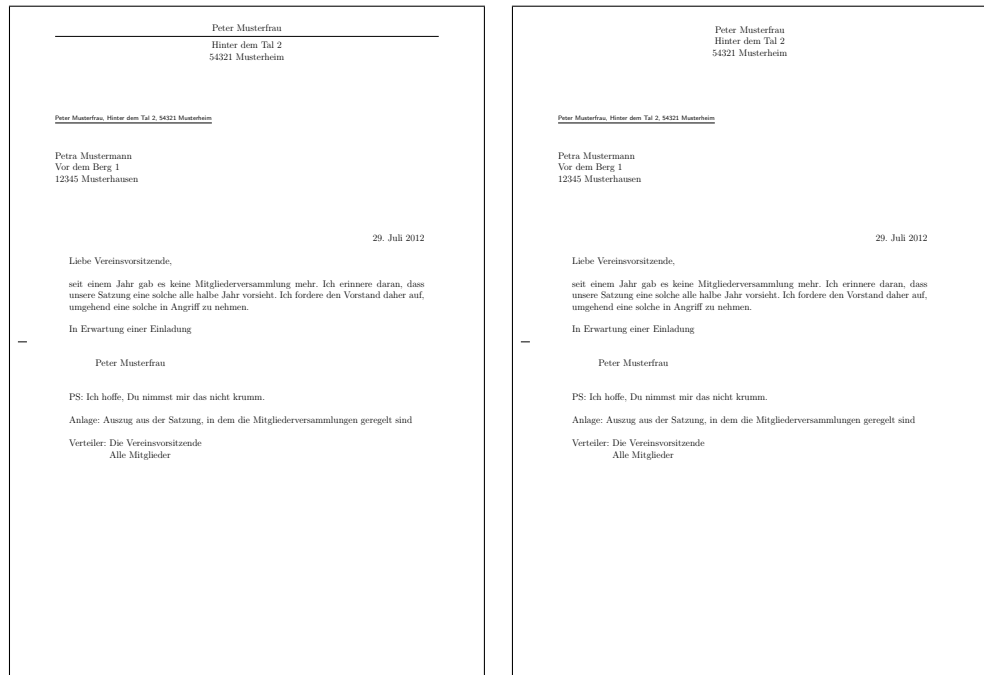 Peter Musterfrau
Hinter dem Tal 2
54321 Musterheim
Peter Musterfrau, Hinter dem Tal 2, 54321 Musterheim
Petra Mustermann
Vor dem Berg 1
12345 Musterhausen
29. Juli 2012
Liebe Vereinsvorsitzende,
seit einem Jahr gab es keine Mitgliederversammlung mehr. Ich erinnere daran, dass
unsere Satzung eine solche alle halbe Jahr vorsieht. Ich fordere den Vorstand daher auf,
umgehend eine solche in Angriff zu nehmen.
In Erwartung einer Einladung
Peter Musterfrau
PS: Ich hoffe, Du nimmst mir das nicht krumm.
Anlage: Auszug aus der Satzung, in dem die Mitgliederversammlungen geregelt sind
Verteiler: Die Vereinsvorsitzende
Alle Mitglieder
Peter Musterfrau
Hinter dem Tal 2
54321 Musterheim
Peter Musterfrau, Hinter dem Tal 2, 54321 Musterheim
Petra Mustermann
Vor dem Berg 1
12345 Musterhausen
29. Juli 2012
Liebe Vereinsvorsitzende,
seit einem Jahr gab es keine Mitgliederversammlung mehr. Ich erinnere daran, dass
unsere Satzung eine solche alle halbe Jahr vorsieht. Ich fordere den Vorstand daher auf,
umgehend eine solche in Angriff zu nehmen.
In Erwartung einer Einladung
Peter Musterfrau
PS: Ich hoffe, Du nimmst mir das nicht krumm.
Anlage: Auszug aus der Satzung, in dem die Mitgliederversammlungen geregelt sind
Verteiler: Die Vereinsvorsitzende
Alle Mitglieder